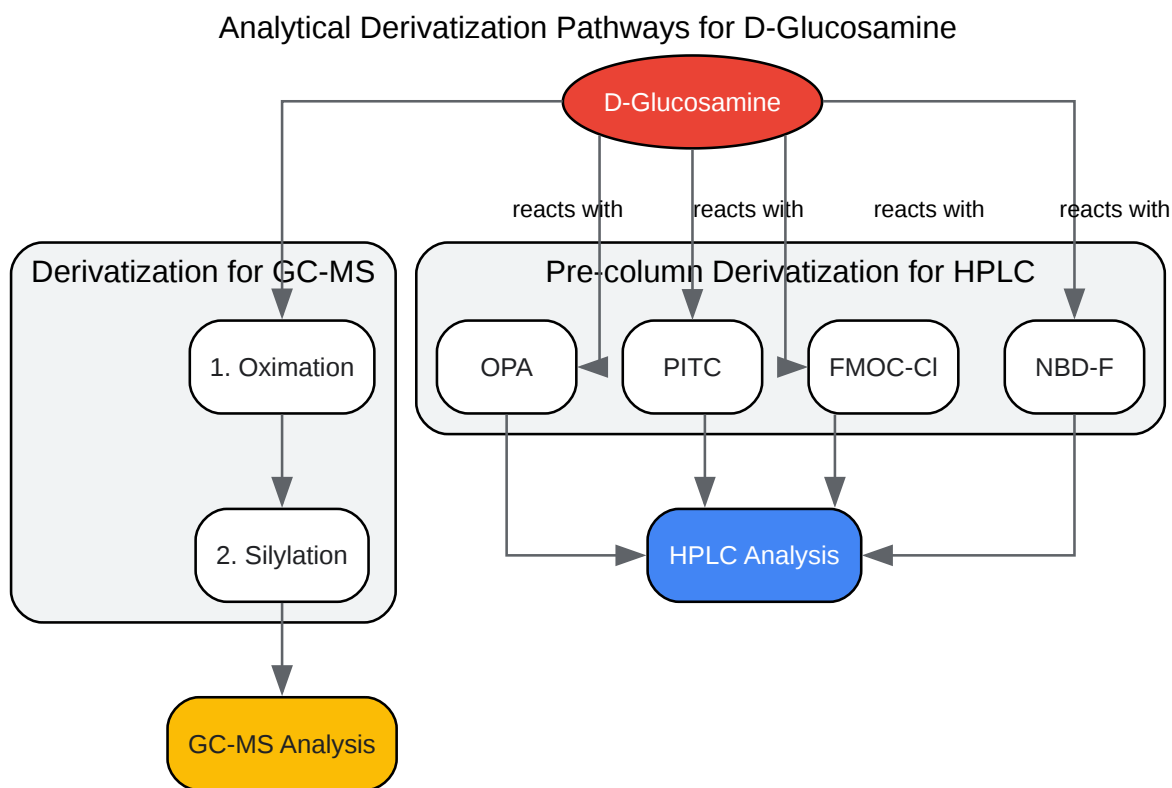 Analytical Derivatization Pathways for D-Glucosamine
D-Glucosamine
reacts with
reacts with
reacts with
reacts with
Derivatization for GC-MS
Pre-column Derivatization for HPLC
1. Oximation
OPA
PITC
FMOC-Cl
NBD-F
2. Silylation
HPLC Analysis
GC-MS Analysis